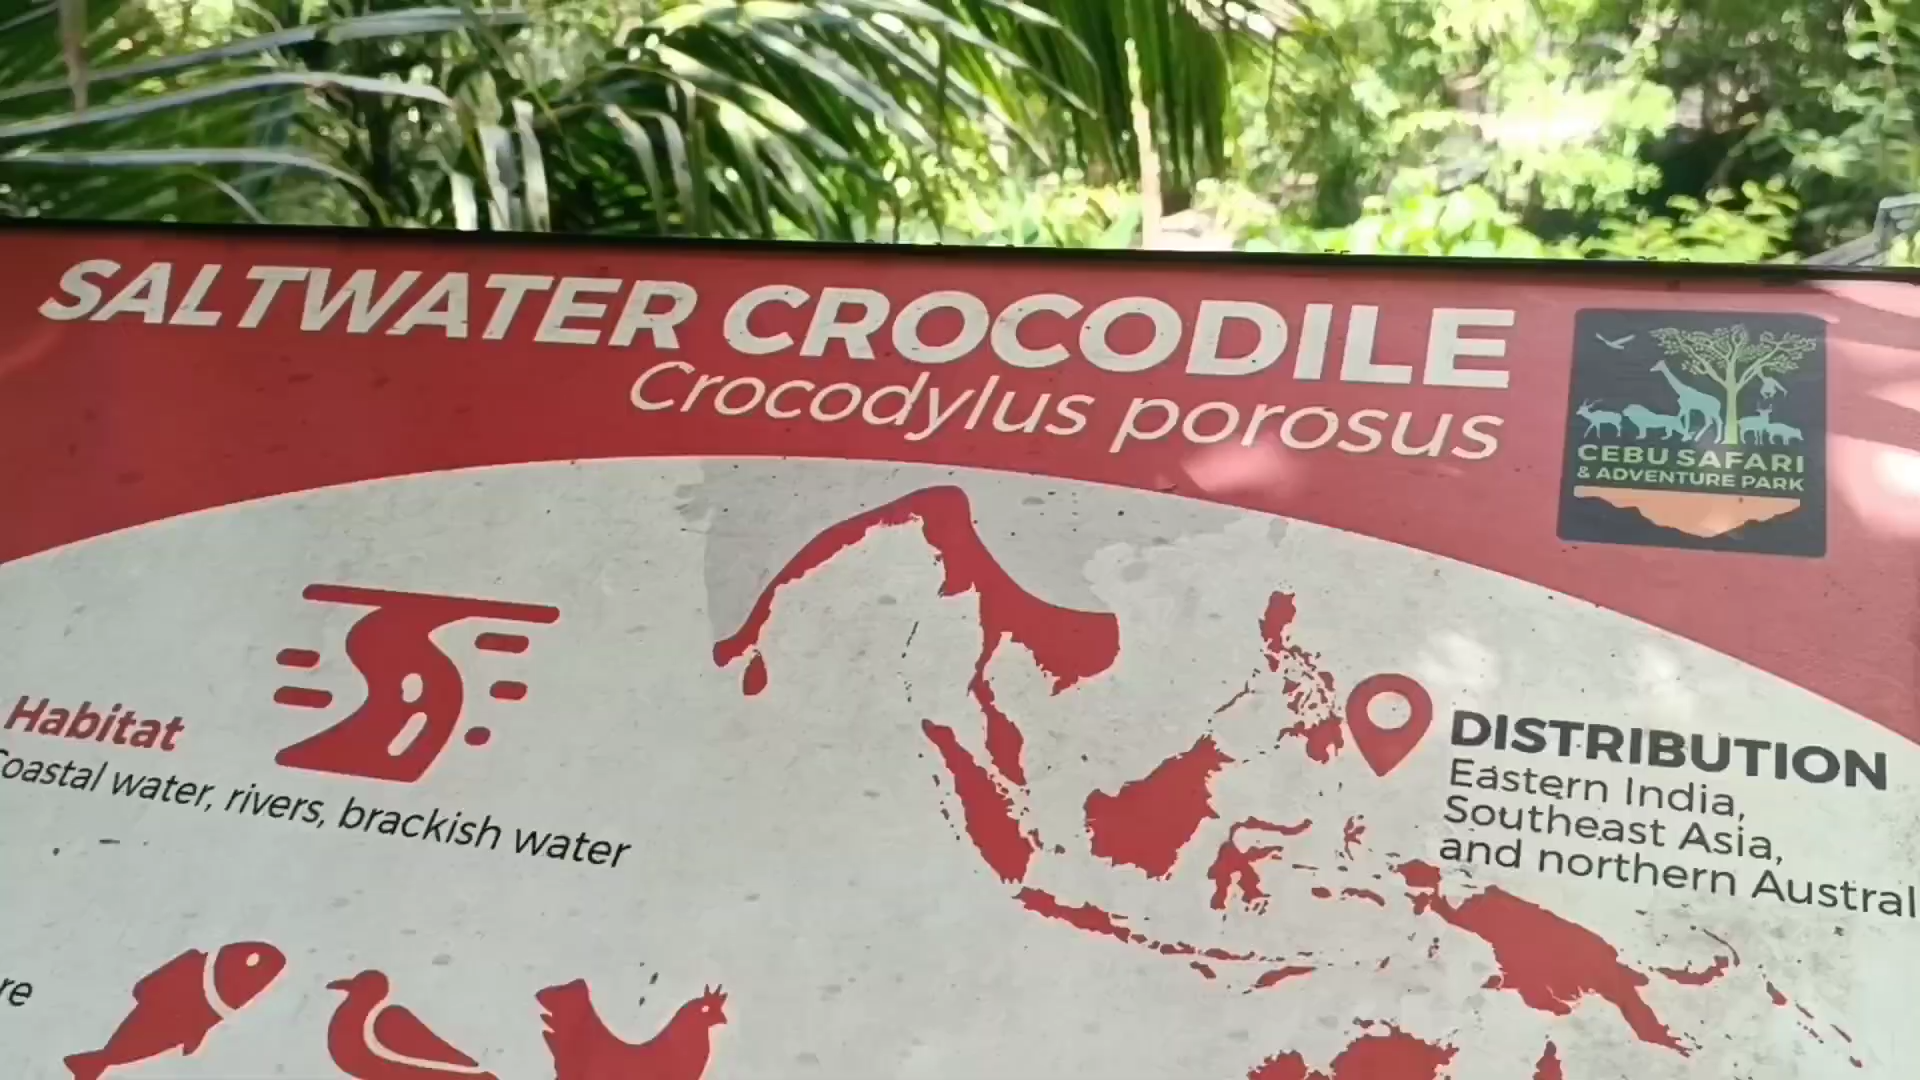 SALTWATER CROCODILE
Crocodylus porosus
CEBU SAFARI
& ADVENTURE PARK
Habitat
Coastal water, rivers, brackish water
DISTRIBUTION
Eastern India,
Southeast Asia,
and northern Austral
re